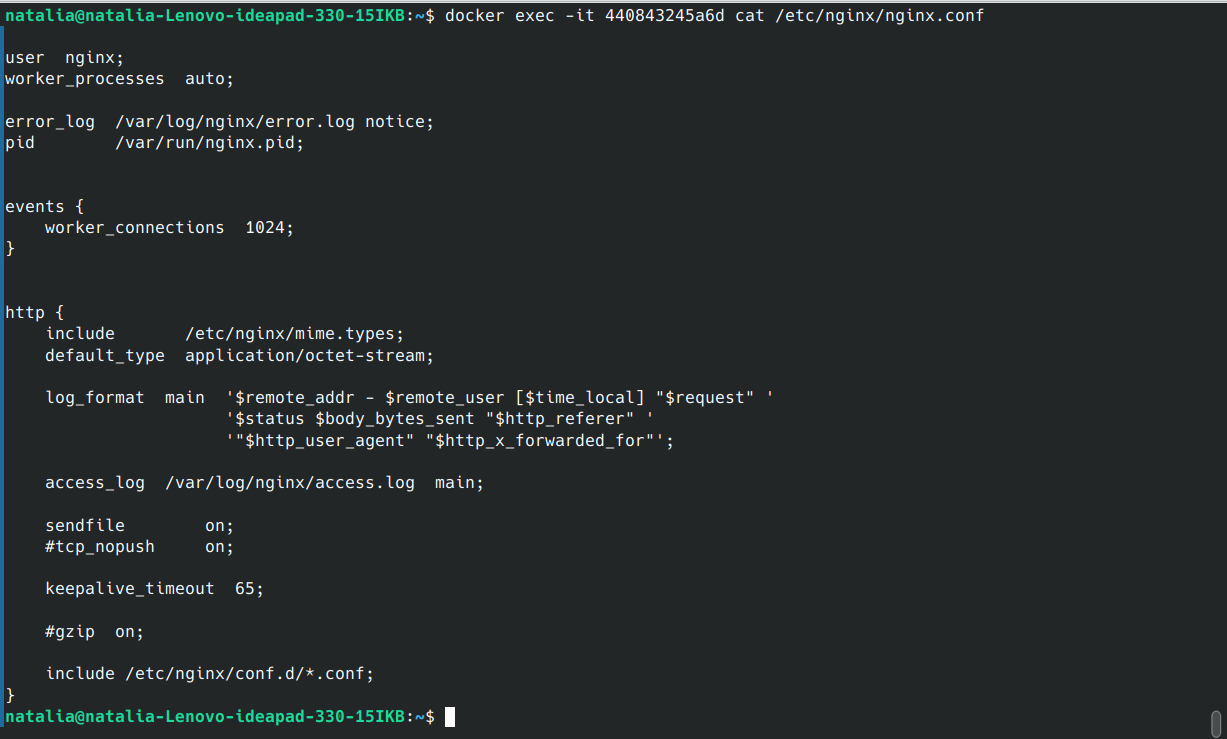 natalia@natalia-Lenovo-ideapad-330-15IKB:~$ docker exec -it 440843245a6d cat /etc/nginx/nginx.conf

user  nginx;
worker_processes  auto;

error_log  /var/log/nginx/error.log notice;
pid        /var/run/nginx.pid;


events {
    worker_connections  1024;
}


http {
    include       /etc/nginx/mime.types;
    default_type  application/octet-stream;

    log_format  main  '$remote_addr - $remote_user [$time_local] "$request" '
                      '$status $body_bytes_sent "$http_referer" '
                      '"$http_user_agent" "$http_x_forwarded_for"';

    access_log  /var/log/nginx/access.log  main;

    sendfile        on;
    #tcp_nopush     on;

    keepalive_timeout  65;

    #gzip  on;

    include /etc/nginx/conf.d/*.conf;
}
natalia@natalia-Lenovo-ideapad-330-15IKB:~$